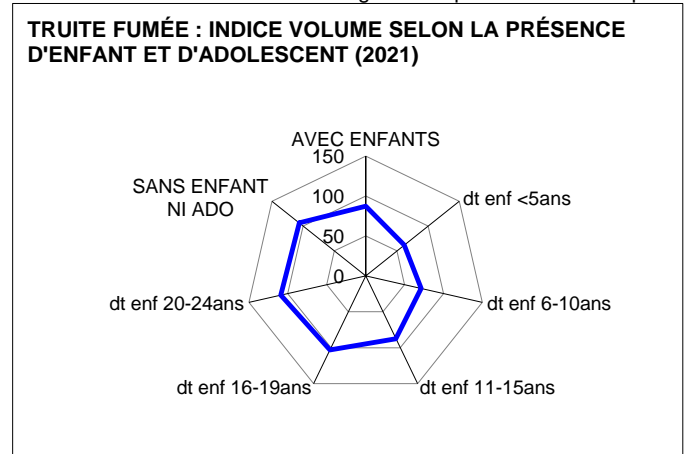 TRUITE FUMÉE : INDICE VOLUME SELON LA PRÉSENCE
D'ENFANT ET D'ADOLESCENT (2021)
AVEC ENFANTS
150
SANS ENFANT
NI ADO
100
dt enf <5ans
50
0
dt enf 20-24ans
dt enf 6-10ans
dt enf 16-19ans
dt enf 11-15ans